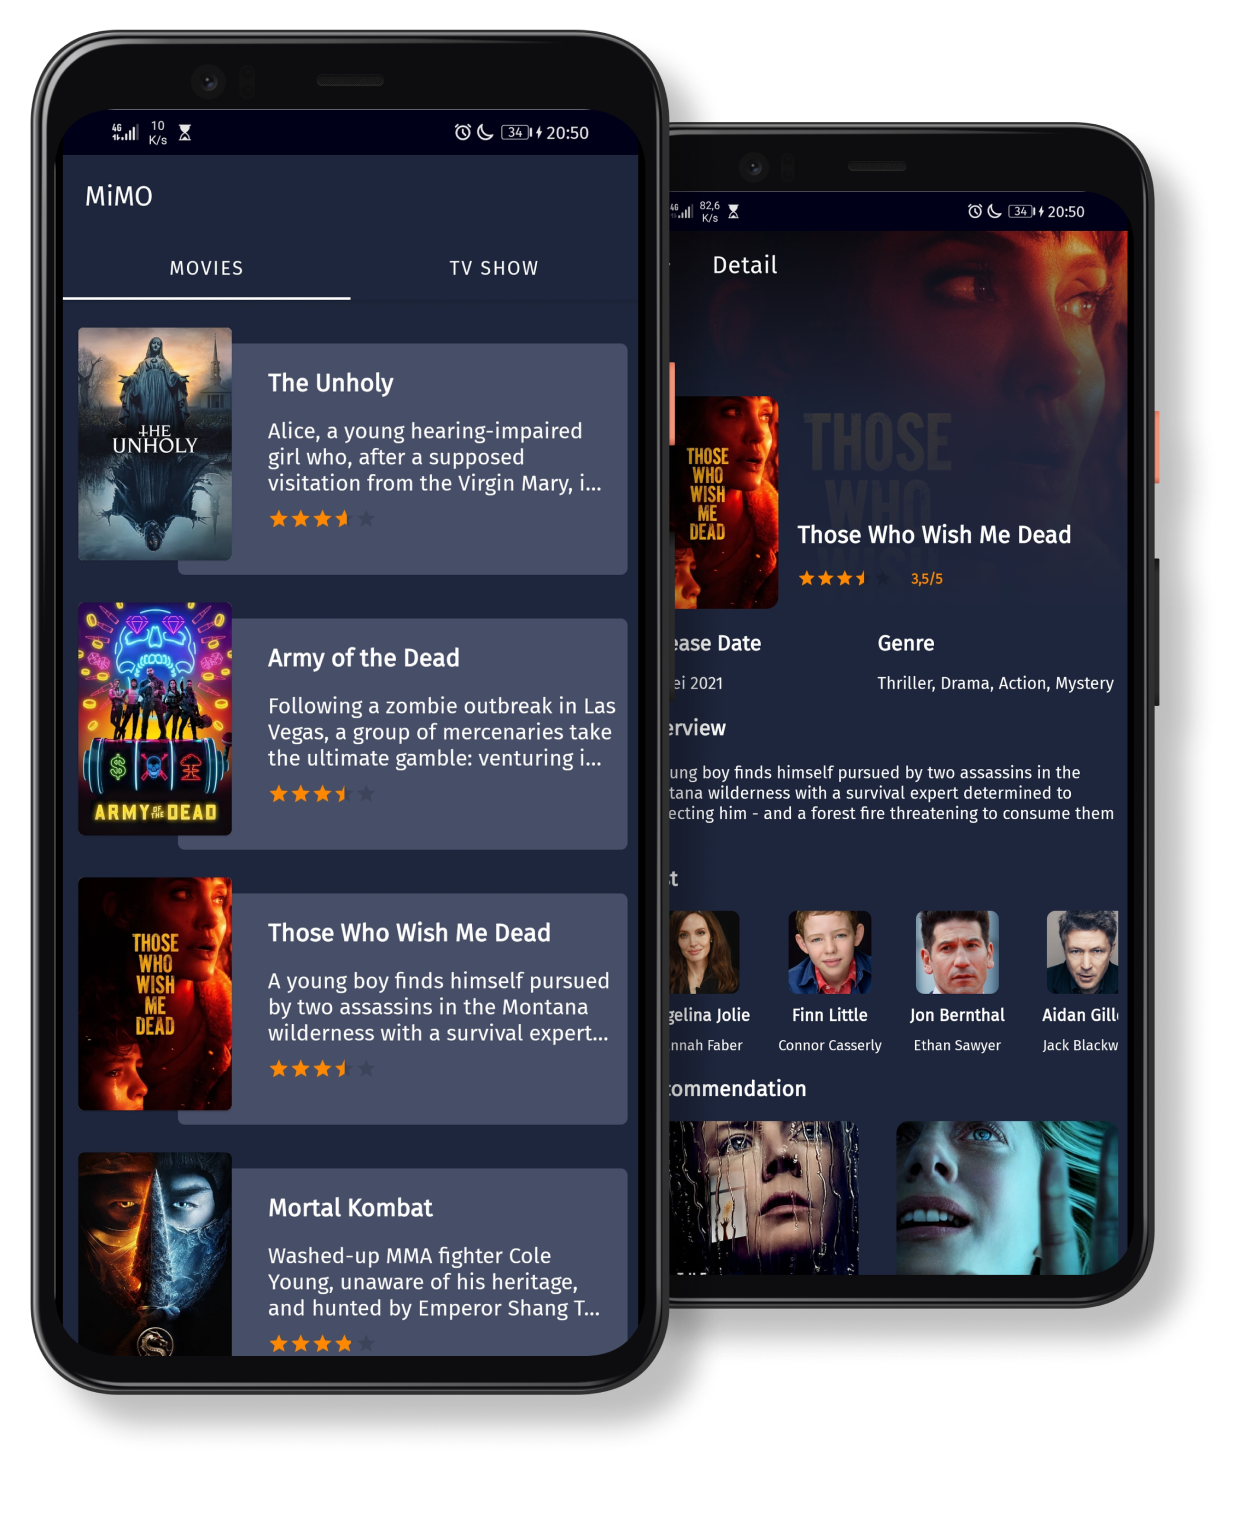 4G
10
K/s
34
20:50
MiMO
MOVIES
TV SHOW
THE
UNHOLY
The Unholy
Alice, a young hearing-impaired
girl who, after a supposed
visitation from the Virgin Mary, i...
ARMY OF THE DEAD
Army of the Dead
Following a zombie outbreak in Las
Vegas, a group of mercenaries take
the ultimate gamble: venturing i...
THOSE
WHO
WISH
ME
DEAD
Those Who Wish Me Dead
A young boy finds himself pursued
by two assassins in the Montana
wilderness with a survival expert...
Mortal Kombat
Washed-up MMA fighter Cole
Young, unaware of his heritage,
and hunted by Emperor Shang T...
4G
82,6
K/s
34
20:50
Detail
THOSE
WHO
WISH
THOSE
WHO
WISH
ME
DEAD
Those Who Wish Me Dead
3,5/5
ease Date
Genre
ei 2021
Thriller, Drama, Action, Mystery
erview
ung boy finds himself pursued by two assassins in the
tana wilderness with a survival expert determined to
ecting him - and a forest fire threatening to consume them
st
gelina Jolie
Finn Little
Jon Bernthal
Aidan Gill
nnah Faber
Connor Casserly
Ethan Sawyer
Jack Blackw
commendation